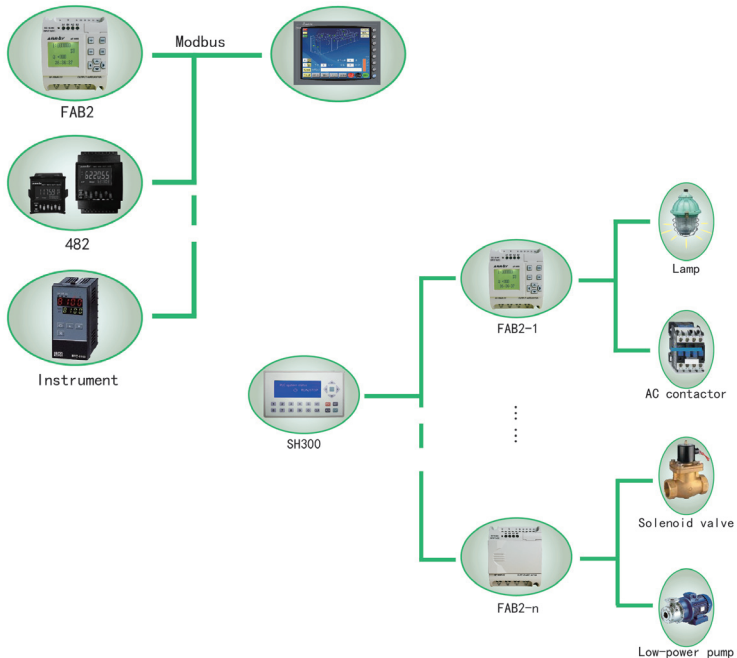 Modbus
FAB2
482
Instrument
SH300
FAB2-1
FAB2-n
Lamp
AC contactor
Solenoid valve
Low-power pump